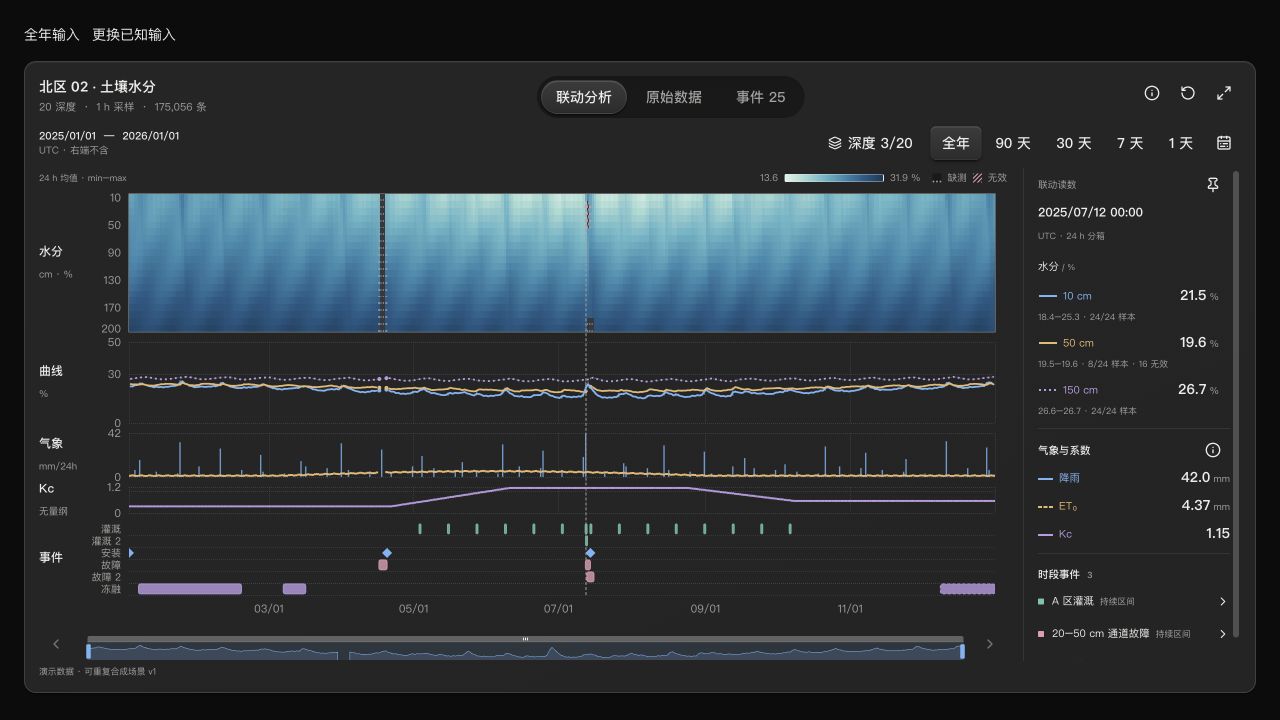 全年输入 更换已知输入
北区 02 · 土壤水分
20 深度 · 1 h 采样 · 175,056 条
联动分析 原始数据 事件 25
2025/01/01 — 2026/01/01
UTC · 右端不含
深度 3/20 全年 90 天 30 天 7 天 1 天
24 h 均值 · min—max
13.6 31.9 % 缺测 无效
水分
cm · %
10
50
90
130
170
200
曲线
%
50
30
0
气象
mm/24h
42
0
Kc
无量纲
1.2
0
事件
灌溉
灌溉 2
安装
故障
故障 2
冻融
03/01 05/01 07/01 09/01 11/01
演示数据 · 可重复合成场景 v1
联动读数
2025/07/12 00:00
UTC · 24 h 分箱
水分 / %
10 cm 21.5 %
18.4—25.3 · 24/24 样本
50 cm 19.6 %
19.5—19.6 · 8/24 样本 · 16 无效
150 cm 26.7 %
26.6—26.7 · 24/24 样本
气象与系数
降雨 42.0 mm
ET₀ 4.37 mm
Kc 1.15
时段事件 3
A 区灌溉 持续区间
20—50 cm 通道故障 持续区间